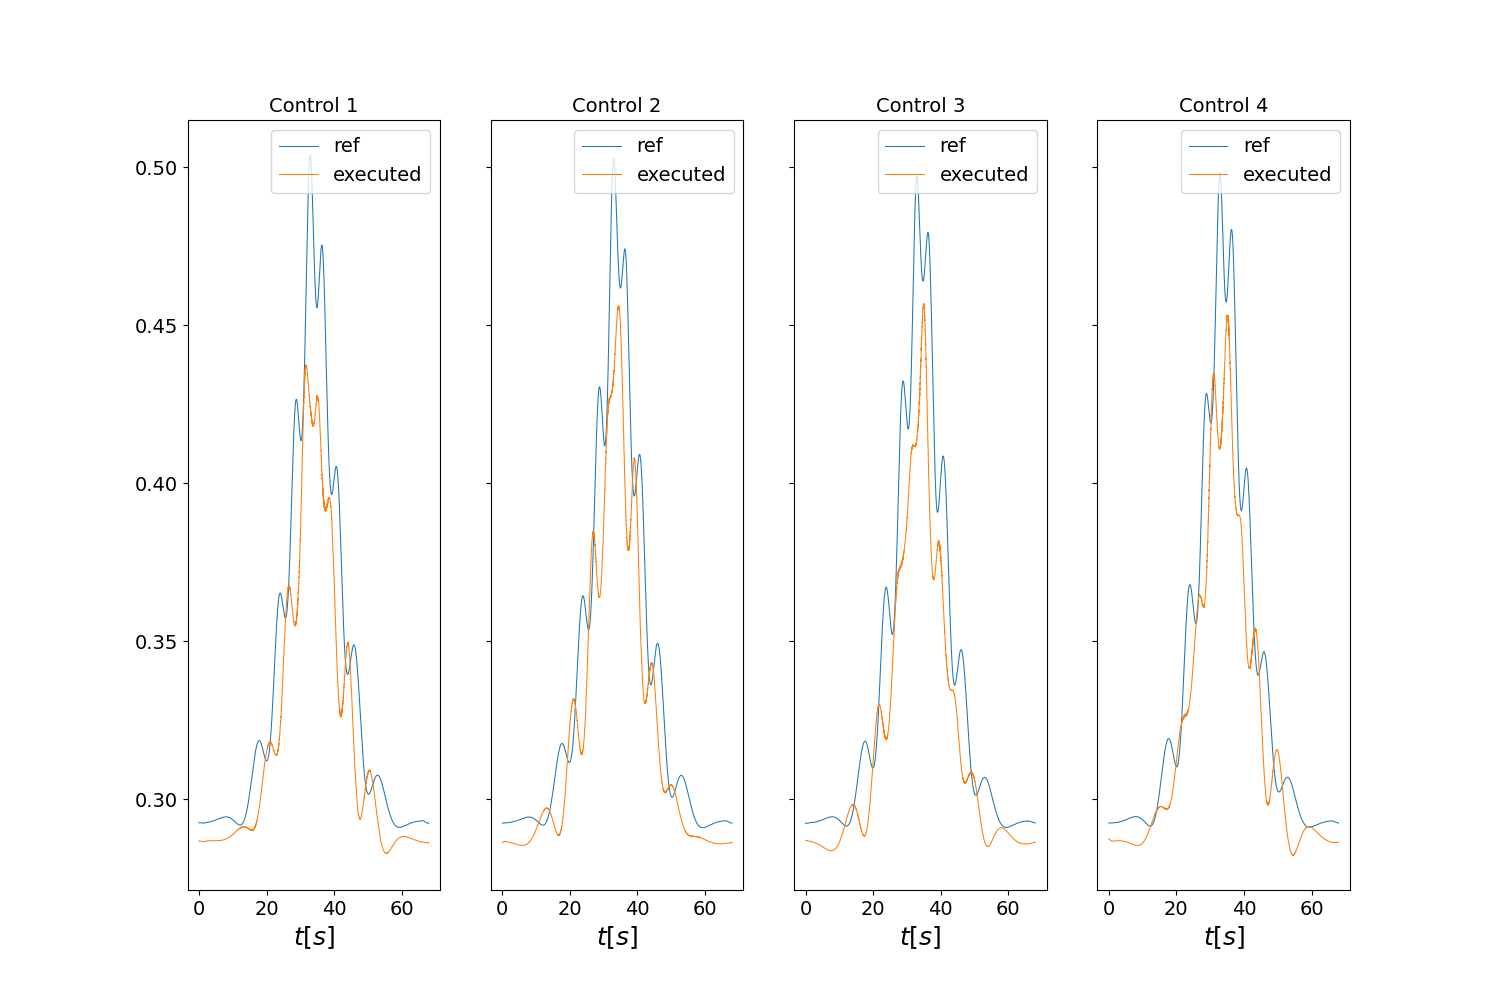 Control 1
Control 2
Control 3
Control 4
ref
executed
ref
executed
ref
executed
ref
executed
0.50
0.45
0.40
0.35
0.30
0 20 40 60
0 20 40 60
0 20 40 60
0 20 40 60
t[s]
t[s]
t[s]
t[s]